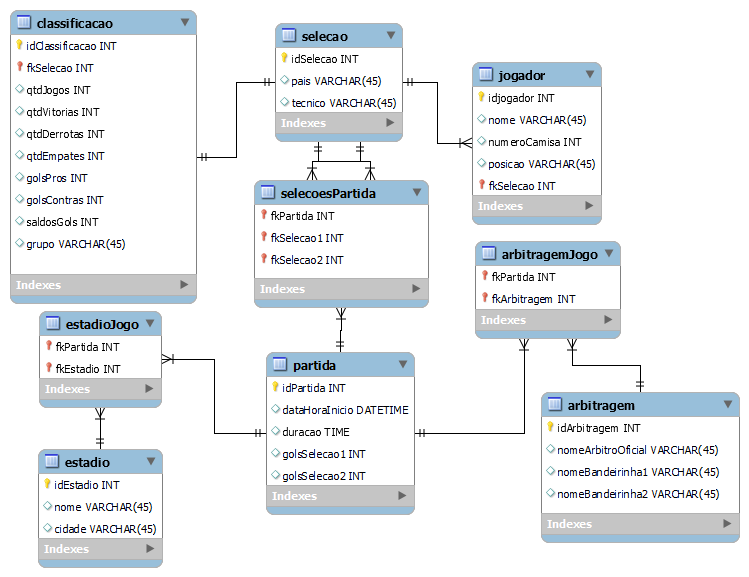 classificacao
idClassificacao INT
fkSelecao INT
qtdJogos INT
qtdVitorias INT
qtdDerrotas INT
qtdEmpates INT
golsPros INT
golsContras INT
saldosGols INT
grupo VARCHAR(45)
Indexes
selecao
idSelecao INT
pais VARCHAR(45)
tecnico VARCHAR(45)
Indexes
jogador
idjogador INT
nome VARCHAR(45)
numeroCamisa INT
posicao VARCHAR(45)
fkSelecao INT
Indexes
selecoesPartida
fkPartida INT
fkSelecao1 INT
fkSelecao2 INT
Indexes
arbitragemJogo
fkPartida INT
fkArbitragem INT
Indexes
estadioJogo
fkPartida INT
fkEstadio INT
Indexes
partida
idPartida INT
dataHoraInicio DATETIME
duracao TIME
golsSelecao1 INT
golsSelecao2 INT
Indexes
arbitragem
idArbitragem INT
nomeArbitroOficial VARCHAR(45)
nomeBandeirinha1 VARCHAR(45)
nomeBandeirinha2 VARCHAR(45)
Indexes
estadio
idEstadio INT
nome VARCHAR(45)
cidade VARCHAR(45)
Indexes